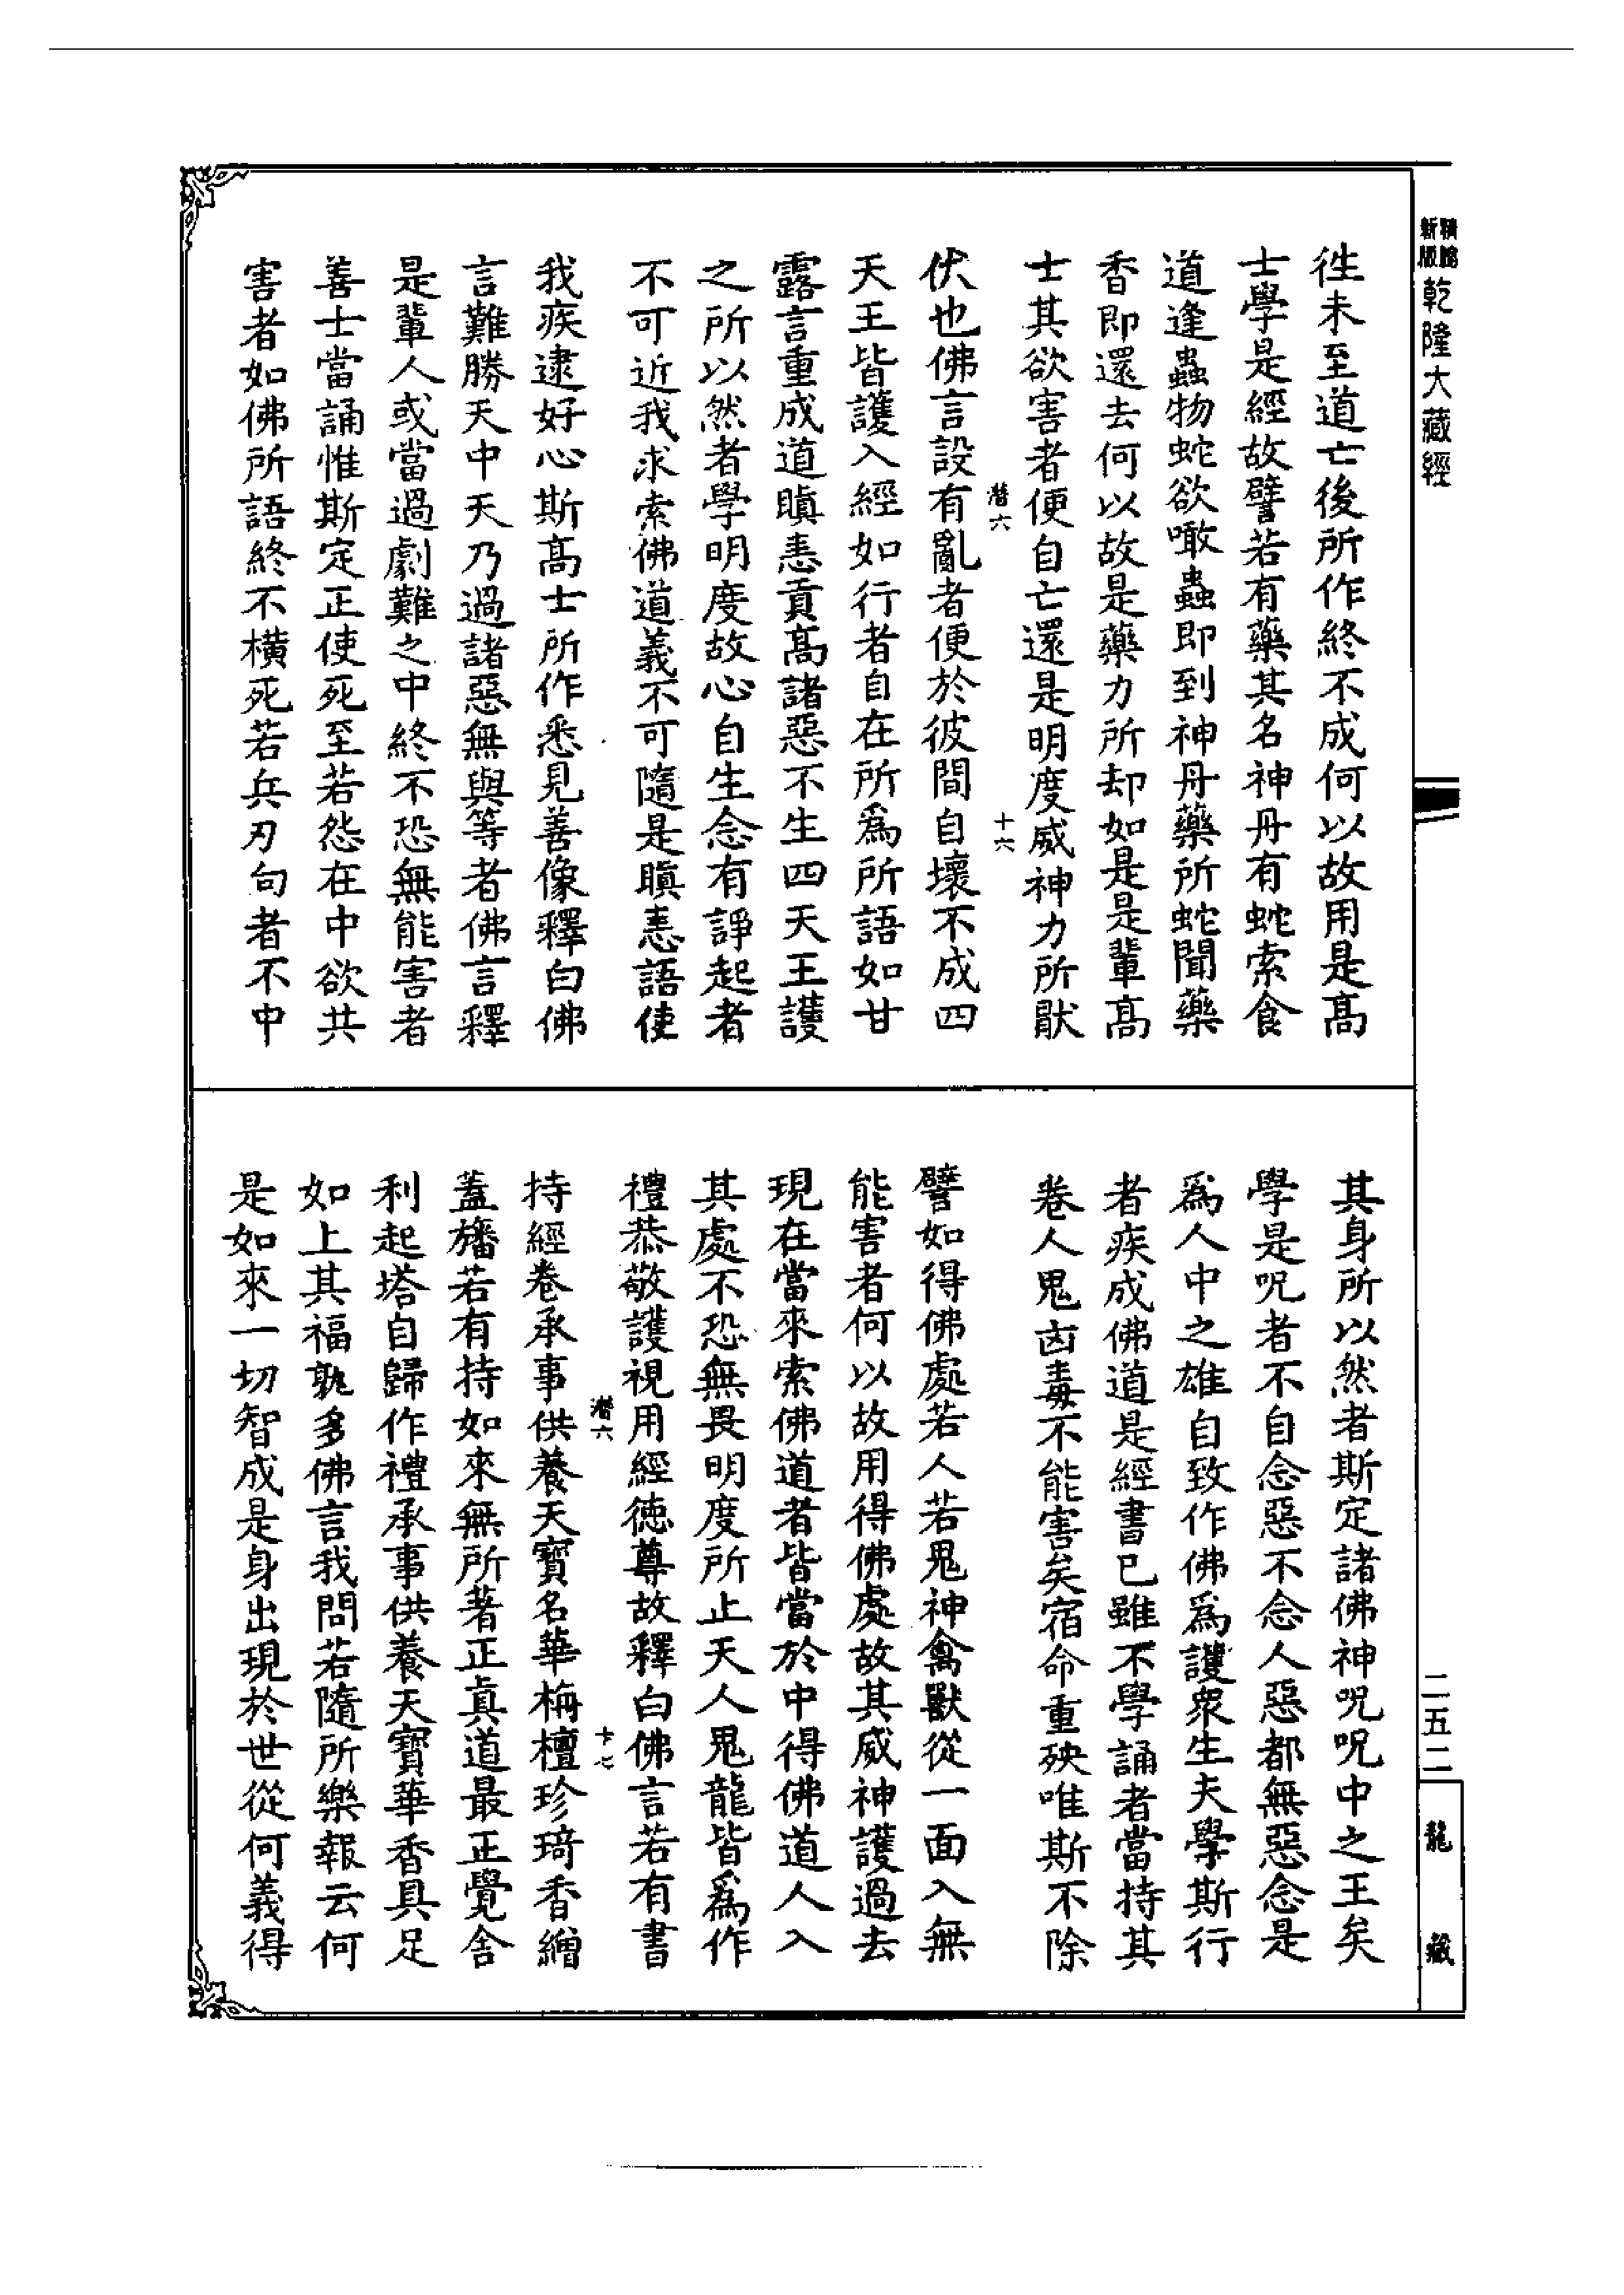 新版精縮乾隆大藏經
徃未至道亡後所作終不成何以故用是髙
士學是經故譬若有藥其名神丹有蛇索食
道逢蟲物蛇欲噉蟲即到神丹藥所蛇聞藥
香即還去何以故是藥力所却如是是輩髙
士其欲害者便自亡還是明度威神力所猒
潛六 十六
伏也佛言設有亂者便於彼間自壞不成四
天王皆護入經如行者自在所爲所語如甘
露言重成道瞋恚貢髙諸惡不生四天王護
之所以然者學明度故心自生念有諍起者
不可近我求索佛道義不可隨是瞋恚語使
我疾逮好心斯髙士所作悉見善像釋白佛
言難勝天中天乃過諸惡無與等者佛言釋
是輩人或當過劇難之中終不恐無能害者
善士當誦惟斯定正使死至若怨在中欲共
害者如佛所語終不橫死若兵刃句者不中
其身所以然者斯定諸佛神呪呪中之王矣
學是呪者不自念惡不念人惡都無惡念是
爲人中之雄自致作佛爲護衆生夫學斯行
者疾成佛道是經書已雖不學誦者當持其
卷人鬼凶毒不能害矣宿命重殃唯斯不除
譬如得佛處若人若鬼神禽獸從一面入無
能害者何以故用得佛處故其威神護過去
現在當來索佛道者皆當於中得佛道人入
其處不恐無畏明度所止天人鬼龍皆爲作
禮恭敬護視用經德尊故釋白佛言若有書
潛六 十七
持經卷承事供養天寶名華栴檀珍琦香繒
蓋旛若有持如來無所著正眞道最正覺舍
利起塔自歸作禮承事供養天寶華香具足
如上其福孰多佛言我問若隨所樂報云何
是如來一切智成是身出現於世從何義得
二五二
龍藏